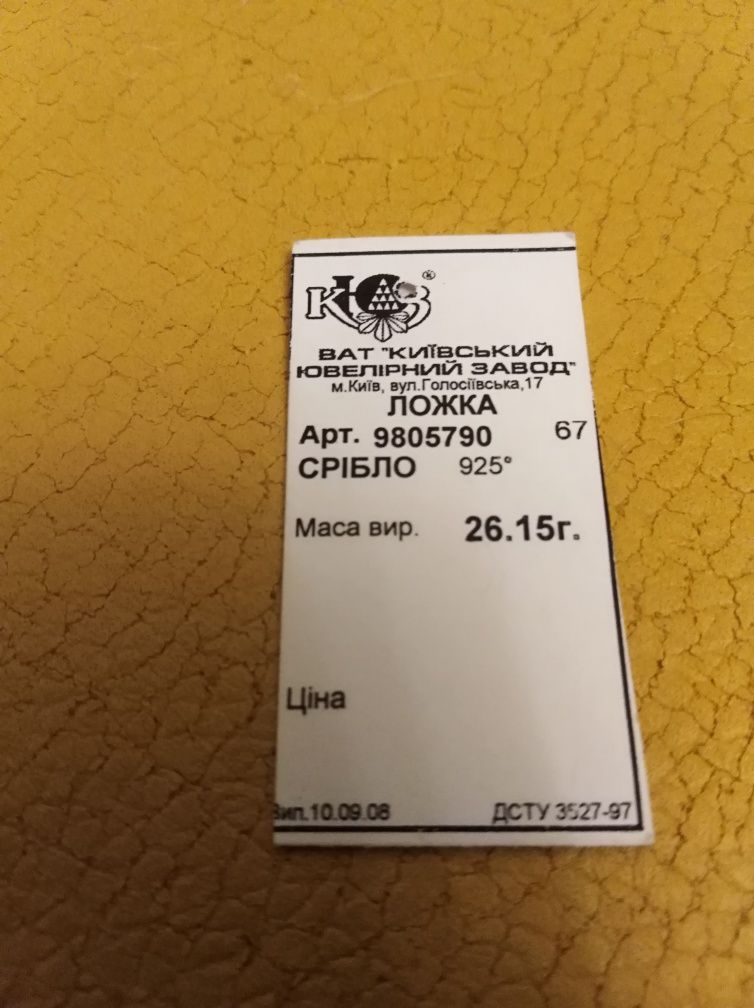 КЮЗ
ВАТ "КИЇВСЬКИЙ
ЮВЕЛІРНИЙ ЗАВОД"
м.Київ, вул.Голосіївська,17
ЛОЖКА
Арт. 9805790 67
СРІБЛО 925°
Маса вир. 26.15г.
Ціна
Вип.10.09.08 ДСТУ 3527-97